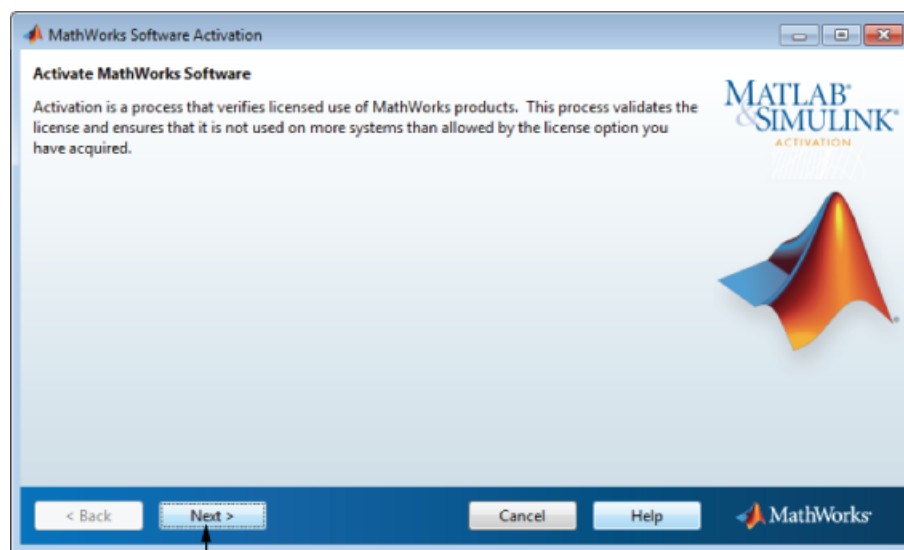 MathWorks Software Activation
Activate MathWorks Software
Activation is a process that verifies licensed use of MathWorks products. This process validates the
license and ensures that it is not used on more systems than allowed by the license option you
have acquired.
MATLAB®
&SIMULINK®
ACTIVATION
< Back
Next >
Cancel
Help
MathWorks®